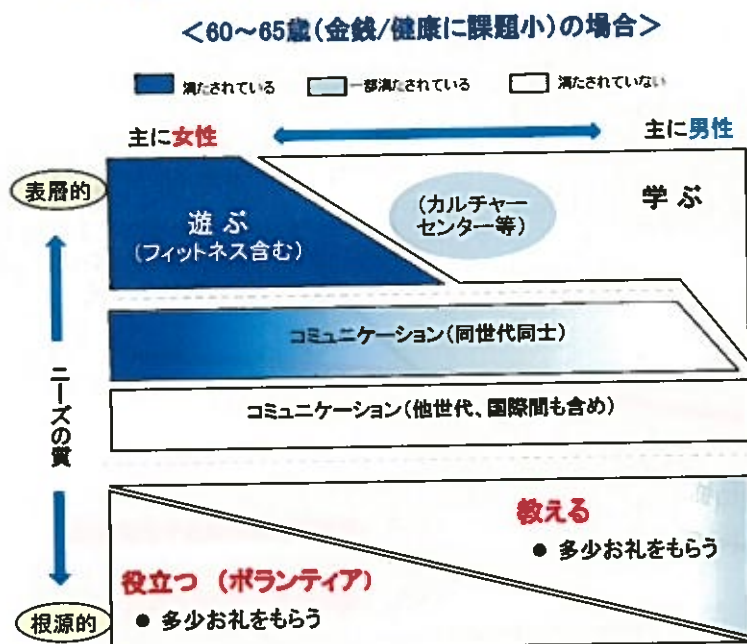 ＜60～65歳（金銭/健康に課題小）の場合＞
満たされている 一部満たされている 満たされていない
主に女性 主に男性
表層的
遊ぶ
（フィットネス含む）
（カルチャー
センター等）
学ぶ
コミュニケーション（同世代同士）
ニーズの質
コミュニケーション（他世代、国際間も含め）
教える
● 多少お礼をもらう
役立つ （ボランティア）
● 多少お礼をもらう
根源的